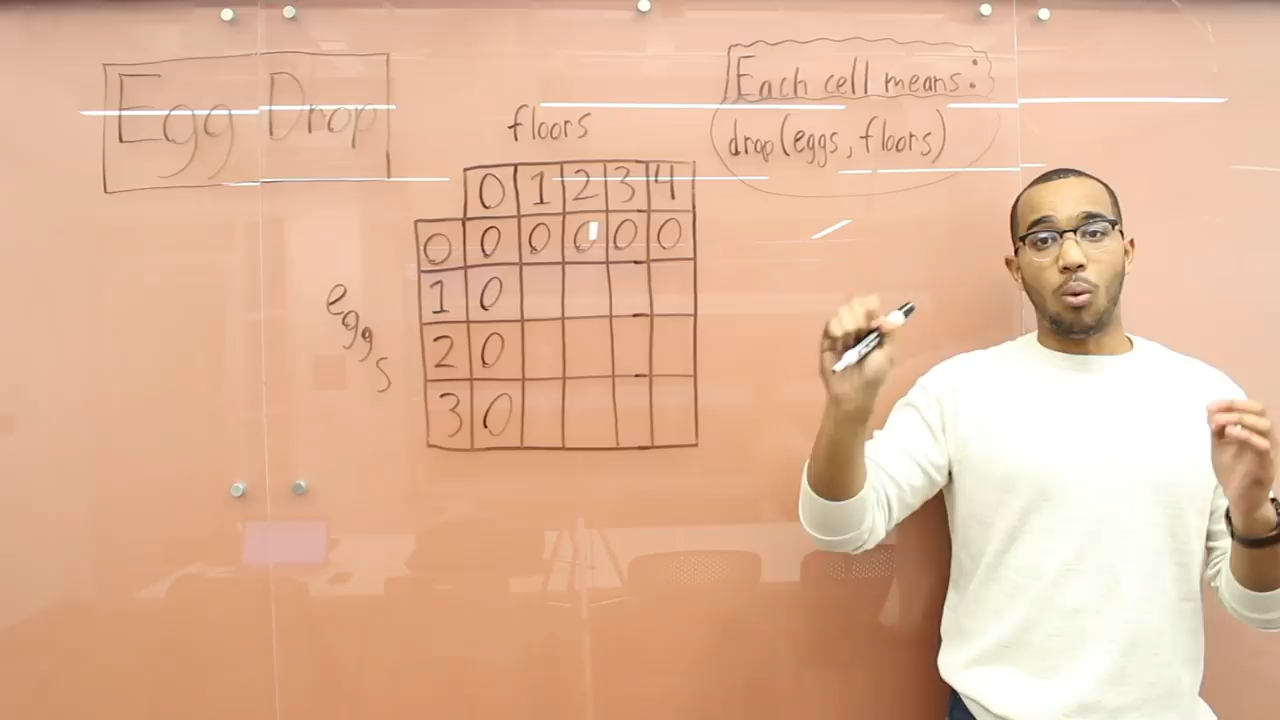 Egg Drop
Each cell means:
drop(eggs, floors)
floors
0 1 2 3 4
0 0 0 0 0 0
eggs
1 0
2 0
3 0